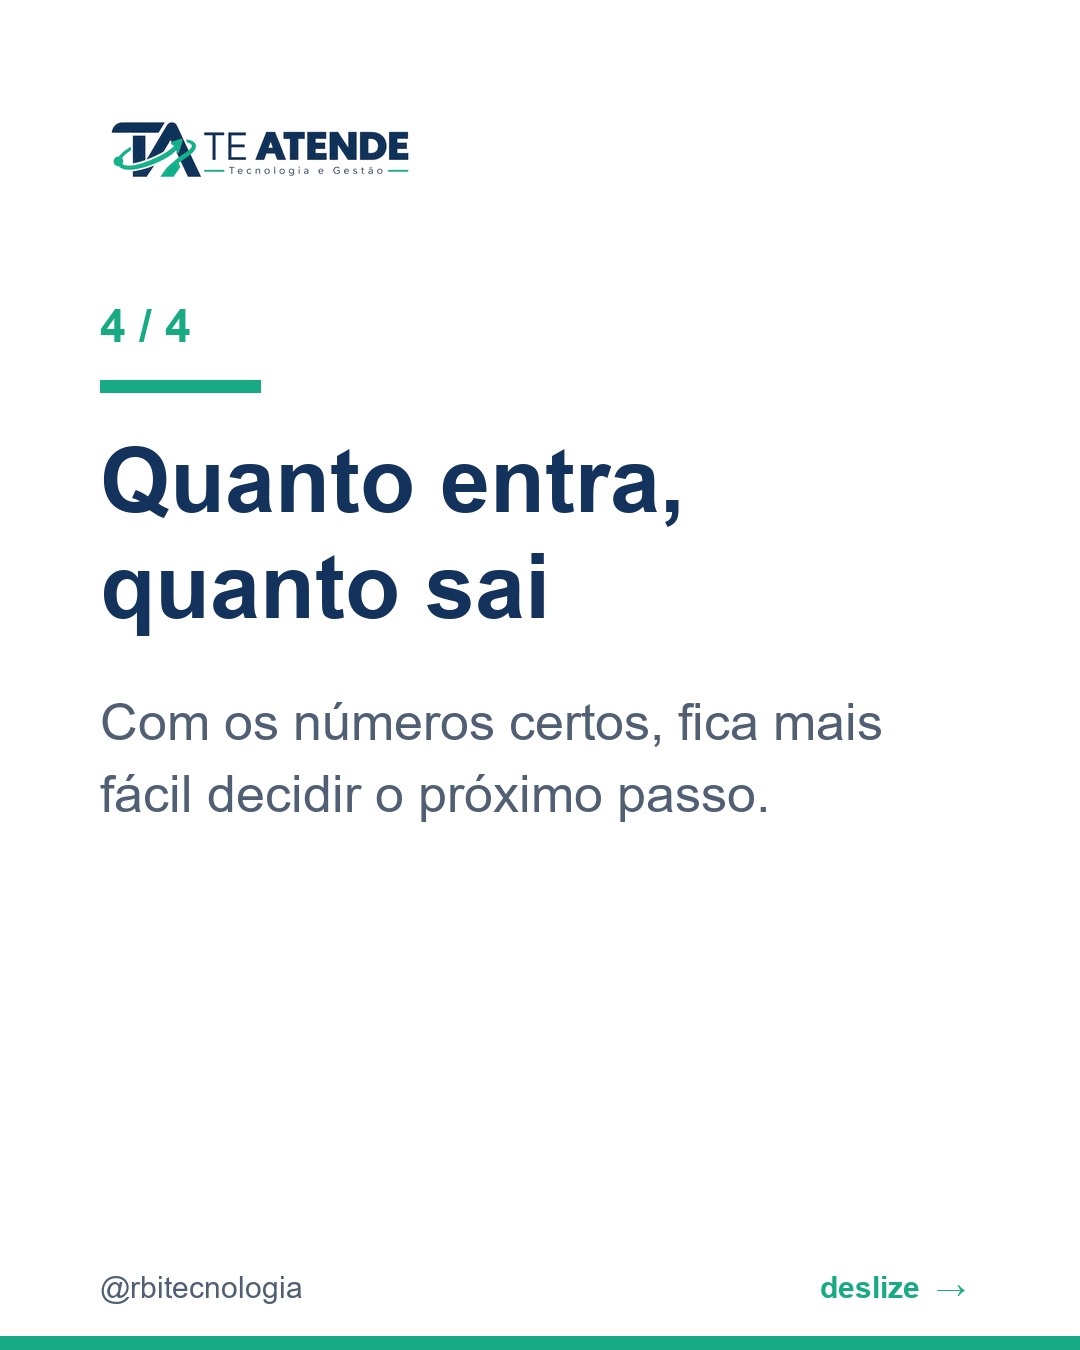 TE ATENDE
Tecnologia e Gestão
4 / 4
Quanto entra,
quanto sai
Com os números certos, fica mais
fácil decidir o próximo passo.
@rbitecnologia
deslize →